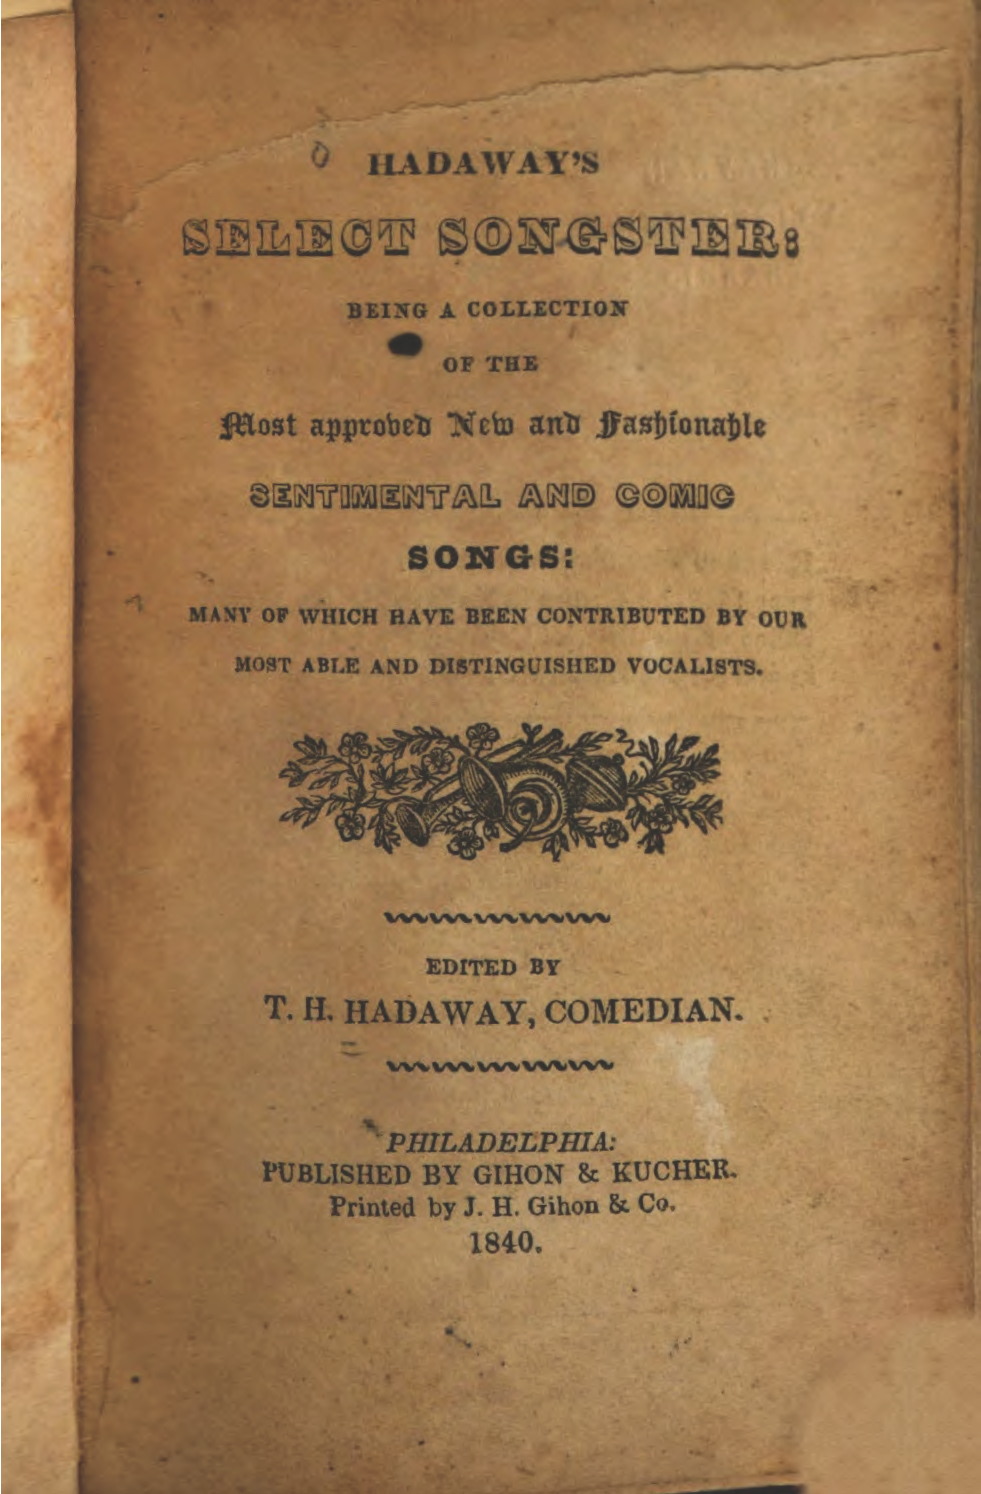 HADAWAY'S
SELECT SONGSTER:
BEING A COLLECTION
OF THE
Most approved New and Fashionable
SENTIMENTAL AND COMIC
SONGS:
MANY OF WHICH HAVE BEEN CONTRIBUTED BY OUR
MOST ABLE AND DISTINGUISHED VOCALISTS.
EDITED BY
T. H. HADAWAY, COMEDIAN.
PHILADELPHIA:
PUBLISHED BY GIHON & KUCHER.
Printed by J. H. Gihon & Co.
1840.